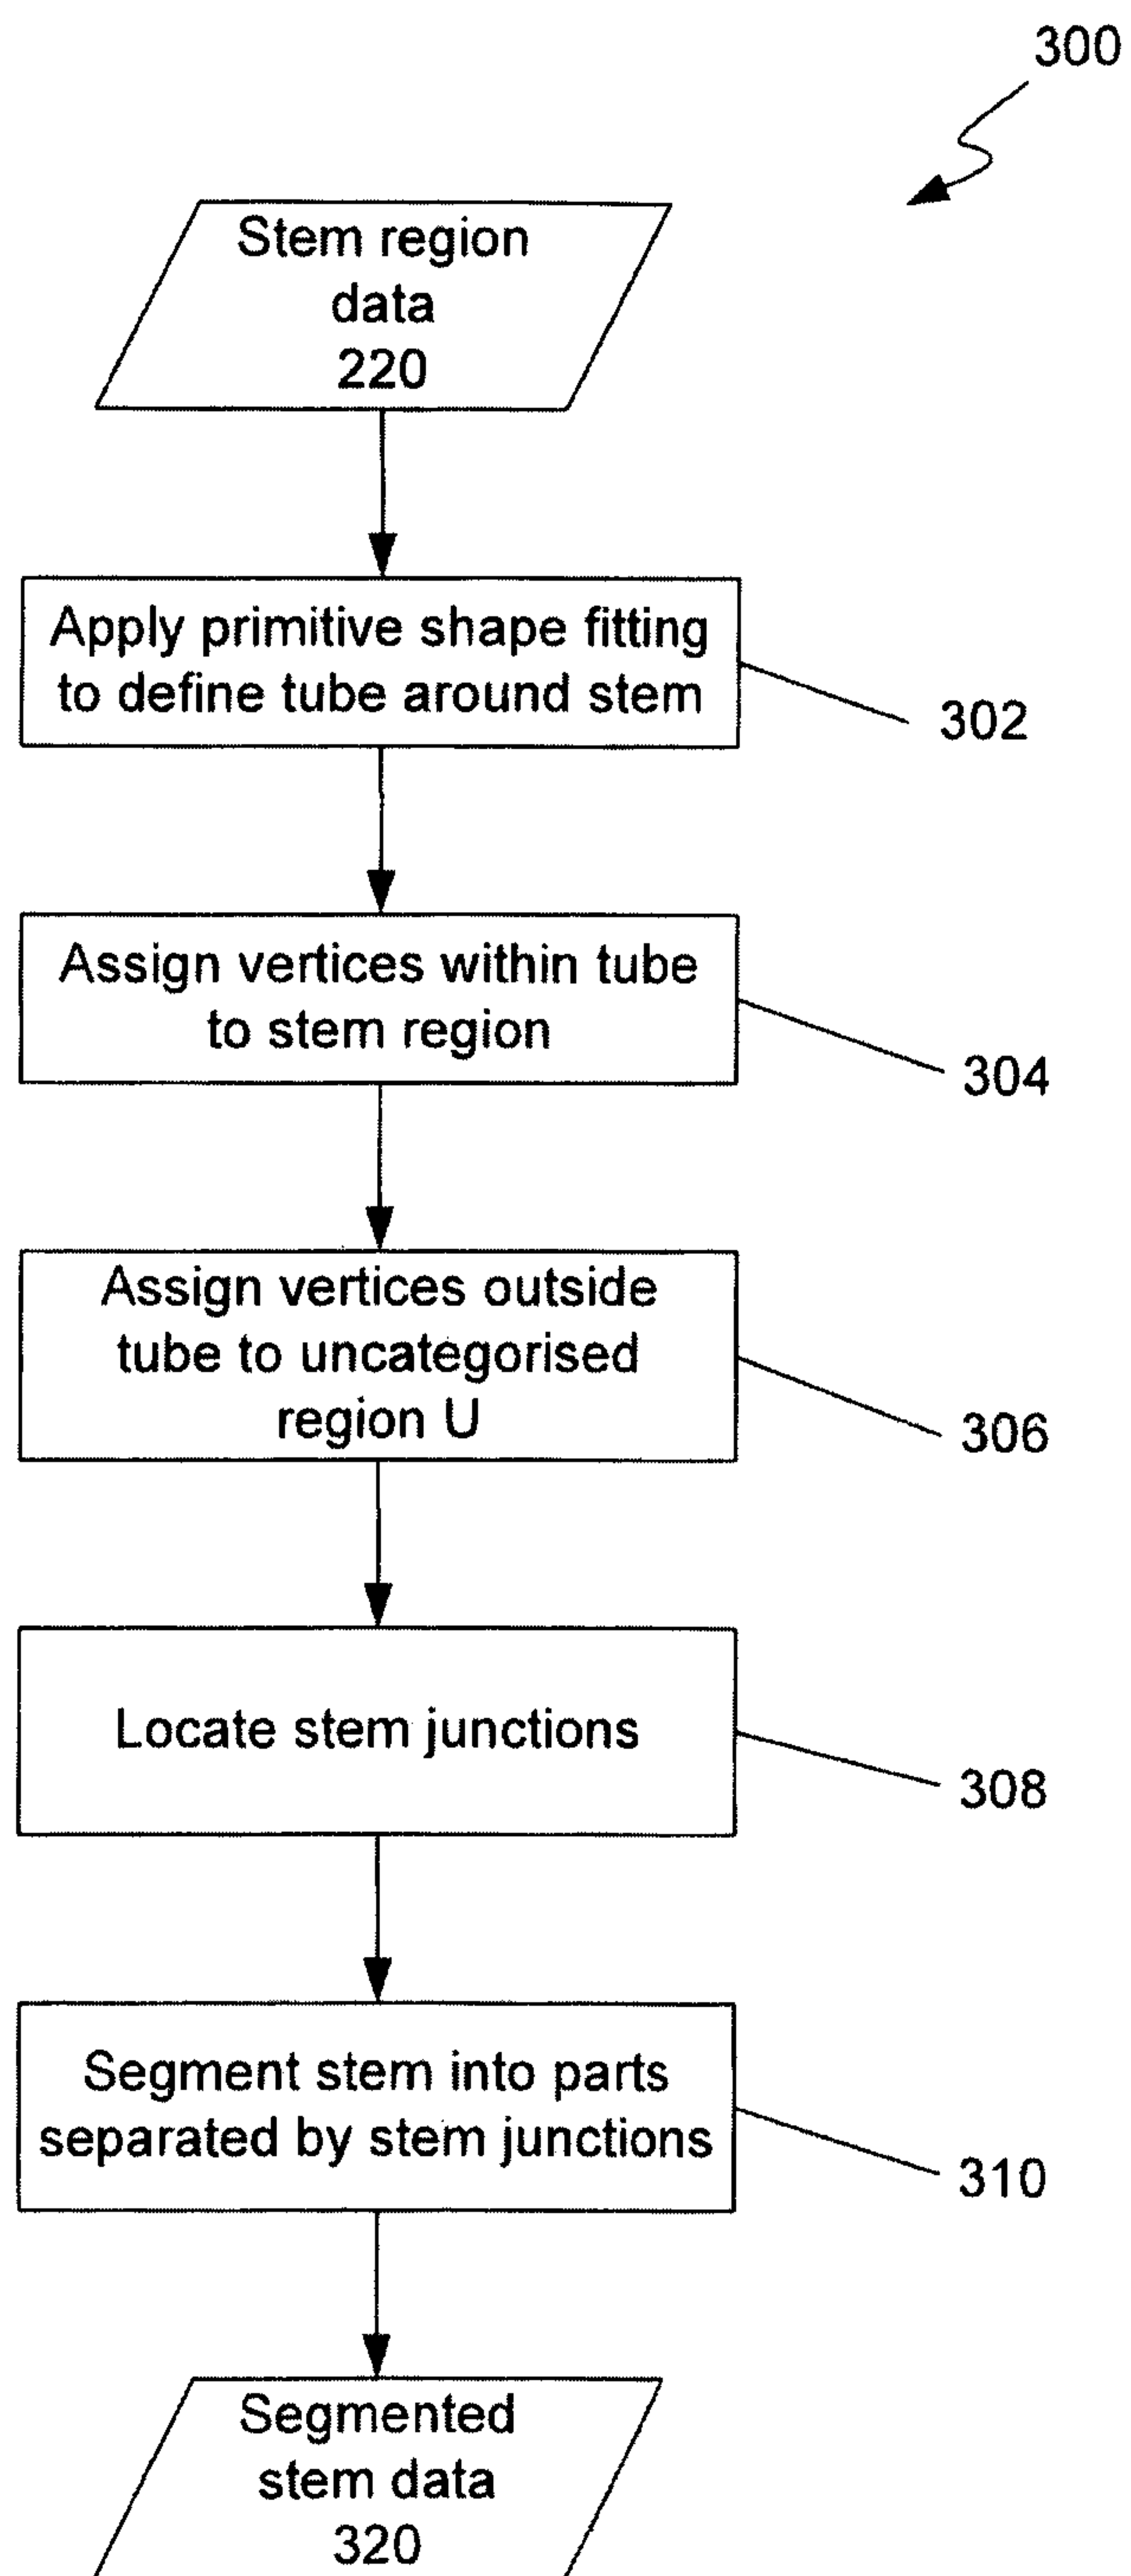 300
Stem region
data
220
Apply primitive shape fitting
to define tube around stem
302
Assign vertices within tube
to stem region
304
Assign vertices outside
tube to uncategorised
region U
306
Locate stem junctions
308
Segment stem into parts
separated by stem junctions
310
Segmented
stem data
320